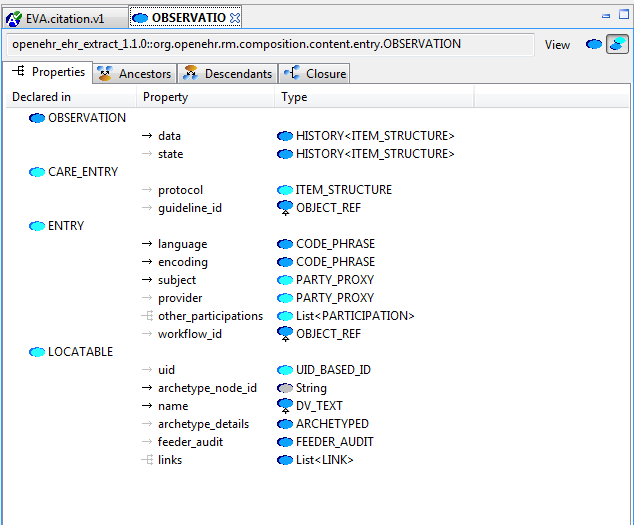 EVA.citation.v1 OBSERVATIO
openehr_ehr_extract_1.1.0::org.openehr.rm.composition.content.entry.OBSERVATION View
Properties Ancestors Descendants Closure
Declared in Property Type
OBSERVATION
data HISTORY<ITEM_STRUCTURE>
state HISTORY<ITEM_STRUCTURE>
CARE_ENTRY
protocol ITEM_STRUCTURE
guideline_id OBJECT_REF
ENTRY
language CODE_PHRASE
encoding CODE_PHRASE
subject PARTY_PROXY
provider PARTY_PROXY
other_participations List<PARTICIPATION>
workflow_id OBJECT_REF
LOCATABLE
uid UID_BASED_ID
archetype_node_id String
name DV_TEXT
archetype_details ARCHETYPED
feeder_audit FEEDER_AUDIT
links List<LINK>